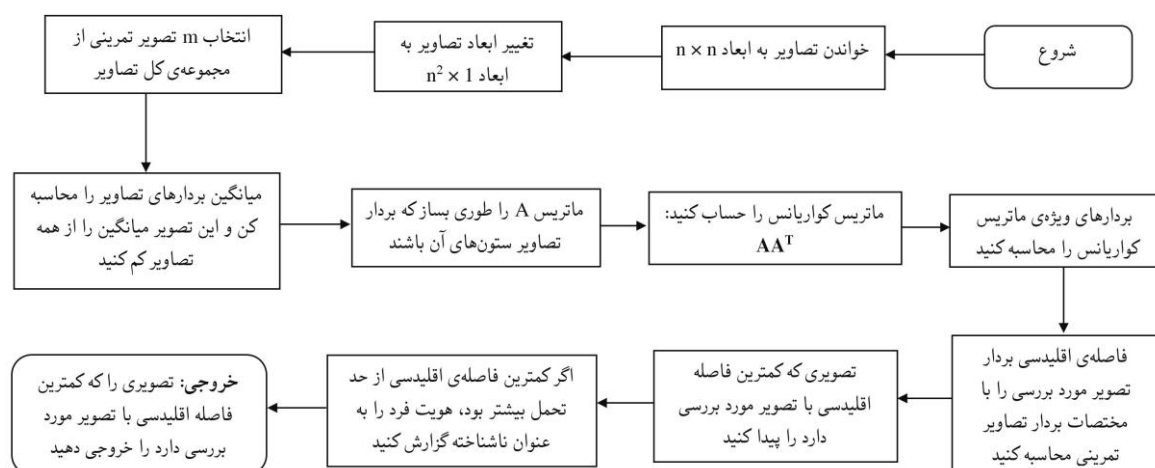 شروع
خواندن تصاویر به ابعاد n × n
تغییر ابعاد تصاویر به
ابعاد n² × 1
انتخاب m تصویر تمرینی از
مجموعه‌ی کل تصاویر
میانگین بردارهای تصاویر را محاسبه
کن و این تصویر میانگین را از همه
تصاویر کم کنید
ماتریس A را طوری بساز که بردار
تصاویر ستون‌های آن باشند
ماتریس کواریانس را حساب کنید:
AAᵀ
بردارهای ویژه‌ی ماتریس
کواریانس را محاسبه کنید
فاصله‌ی اقلیدسی بردار
تصویر مورد بررسی را با
مختصات بردار تصاویر
تمرینی محاسبه کنید
تصویری که کمترین فاصله
اقلیدسی با تصویر مورد بررسی
دارد را پیدا کنید
اگر کمترین فاصله‌ی اقلیدسی از حد
تحمل بیشتر بود، هویت فرد را به
عنوان ناشناخته گزارش کنید
خروجی: تصویری را که کمترین
فاصله اقلیدسی با تصویر مورد
بررسی دارد را خروجی دهید